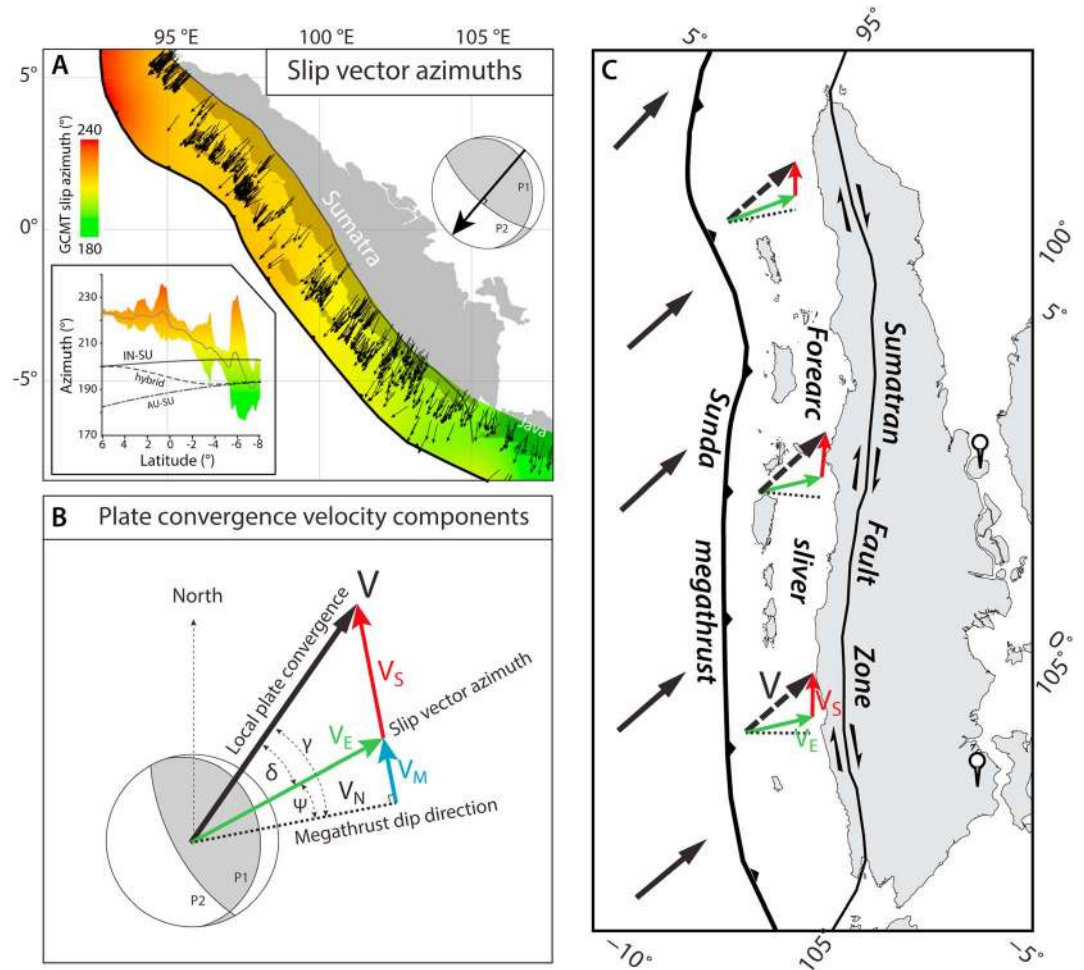 95 °E
100 °E
105 °E
A
Slip vector azimuths
5°
0°
-5°
GCMT slip azimuth (°)
240
180
Sumatra
Java
P1
P2
230
210
190
170
Azimuth (°)
IN-SU
hybrid
AU-SU
6
4
2
0
-2
-4
-6
-8
Latitude (°)
B
Plate convergence velocity components
North
V
Local plate convergence
V_S
Slip vector azimuth
V_E
γ
δ
V_M
ψ
V_N
Megathrust dip direction
P1
P2
C
5°
95°
100°
5°
0°
105°
-10°
105
-5°
Sunda
megathrust
Forearc
sliver
Sumatran
Fault
Zone
V
V_S
V_E